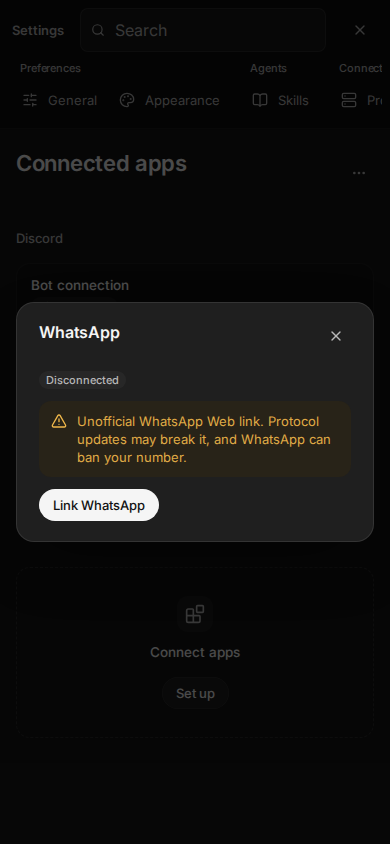 Settings
Search
Preferences
Agents
Connect
General
Appearance
Skills
Connected apps
Discord
Bot connection
WhatsApp
Disconnected
Unofficial WhatsApp Web link. Protocol
updates may break it, and WhatsApp can
ban your number.
Link WhatsApp
Connect apps
Set up